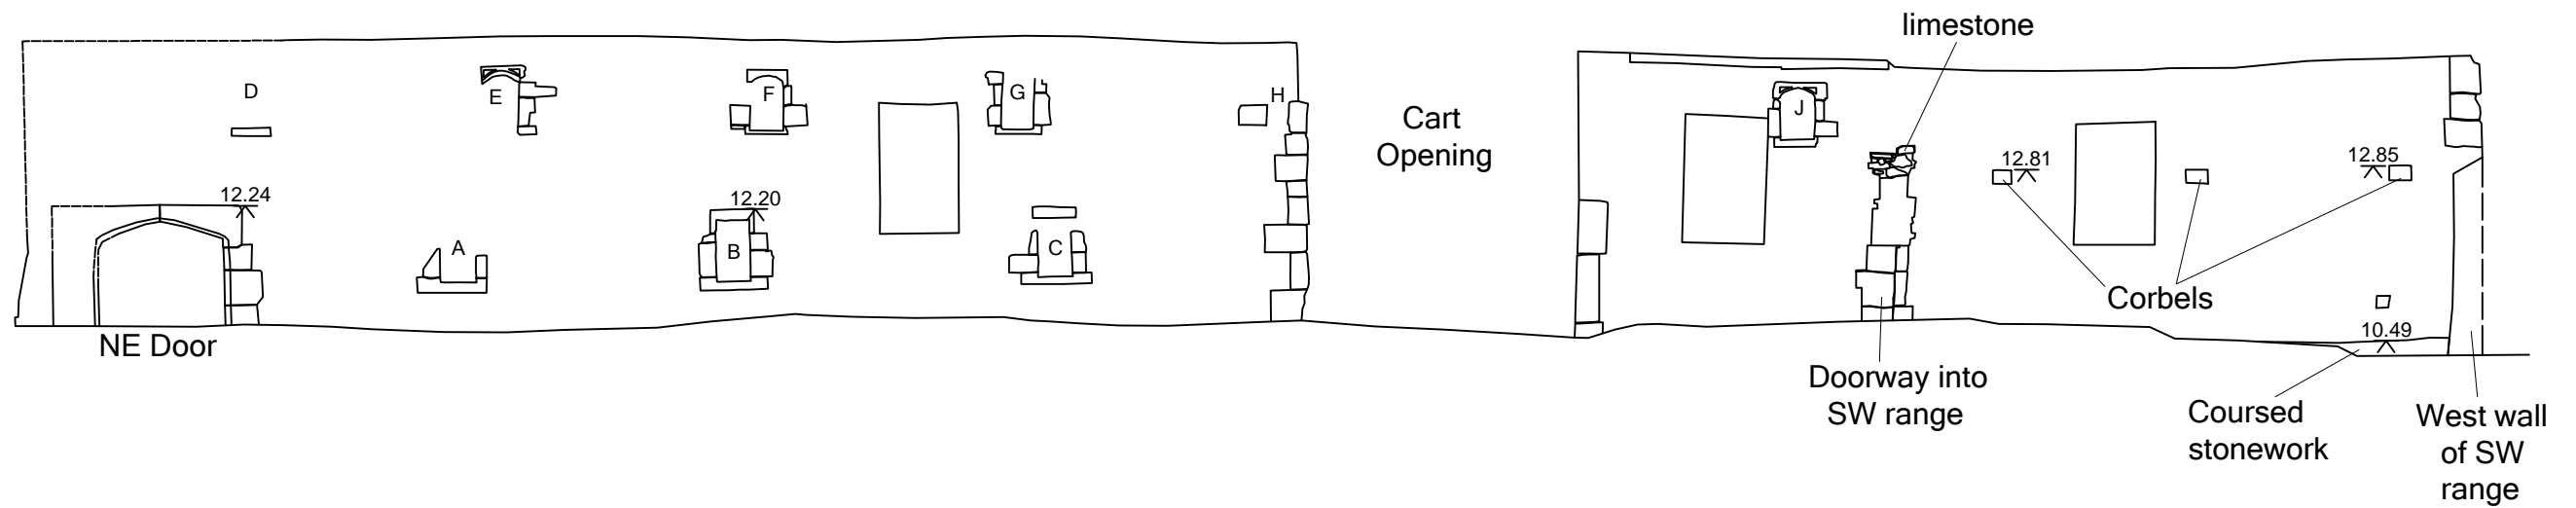 limestone
D
E
F
G
H
J
Cart
Opening
12.81
12.85
12.24
12.20
A
B
C
Corbels
10.49
NE Door
Doorway into
SW range
Coursed
stonework
West wall
of SW
range